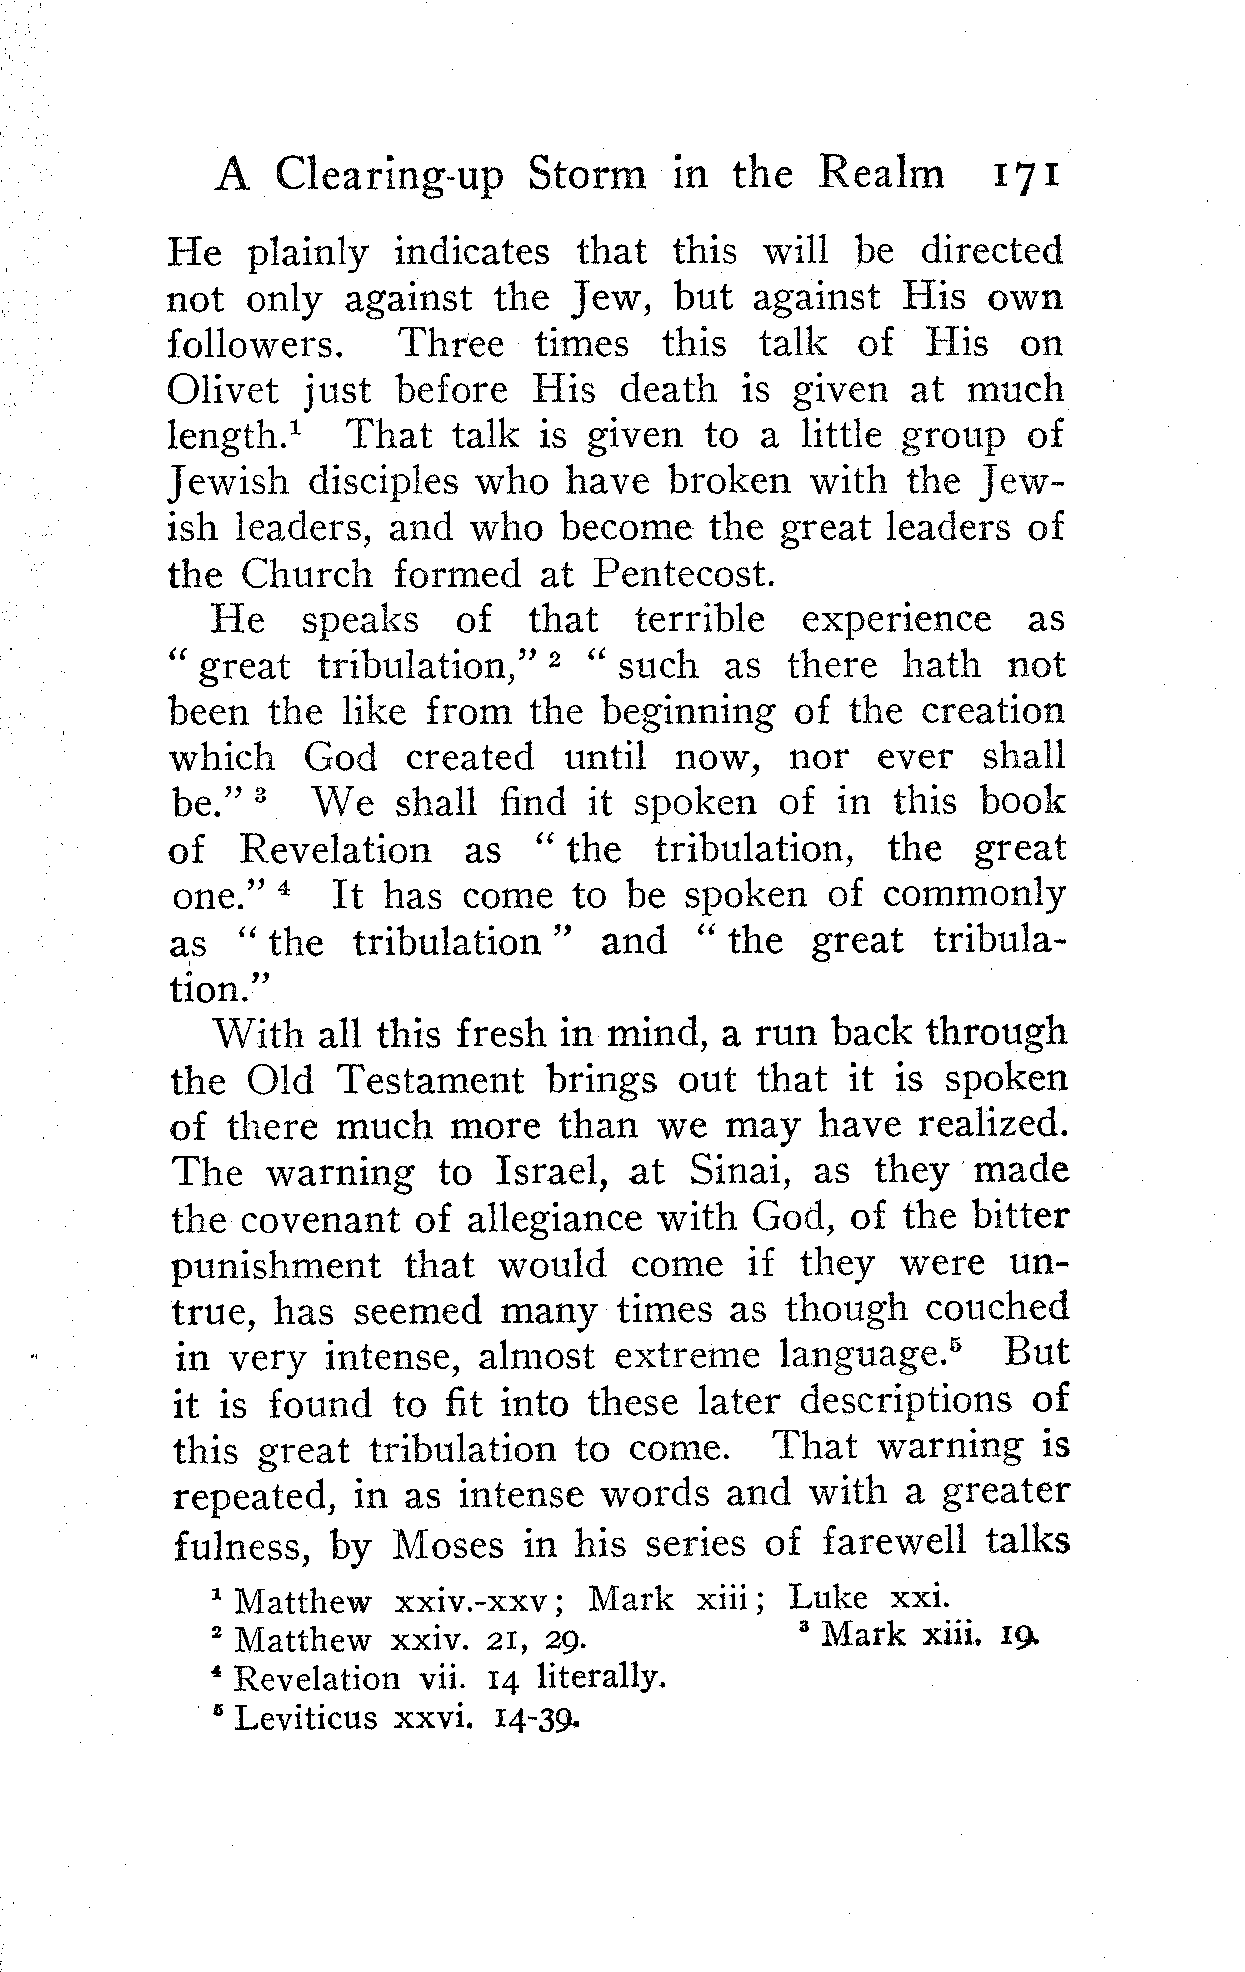 A Clearing-up Storm in the Realm 171
He plainly indicates that this will be directed
not only against the Jew, but against His own
followers. Three times this talk of His on
Olivet just before His death is given at much
length.¹ That talk is given to a little group of
Jewish disciples who have broken with the Jew-
ish leaders, and who become the great leaders of
the Church formed at Pentecost.
He speaks of that terrible experience as
“ great tribulation,” ² “ such as there hath not
been the like from the beginning of the creation
which God created until now, nor ever shall
be.” ³ We shall find it spoken of in this book
of Revelation as “ the tribulation, the great
one.” ⁴ It has come to be spoken of commonly
as “ the tribulation ” and “ the great tribula-
tion.”
With all this fresh in mind, a run back through
the Old Testament brings out that it is spoken
of there much more than we may have realized.
The warning to Israel, at Sinai, as they made
the covenant of allegiance with God, of the bitter
punishment that would come if they were un-
true, has seemed many times as though couched
in very intense, almost extreme language.⁵ But
it is found to fit into these later descriptions of
this great tribulation to come. That warning is
repeated, in as intense words and with a greater
fulness, by Moses in his series of farewell talks
¹ Matthew xxiv.-xxv; Mark xiii; Luke xxi.
² Matthew xxiv. 21, 29. ³ Mark xiii. 19.
⁴ Revelation vii. 14 literally.
⁵ Leviticus xxvi. 14-39.